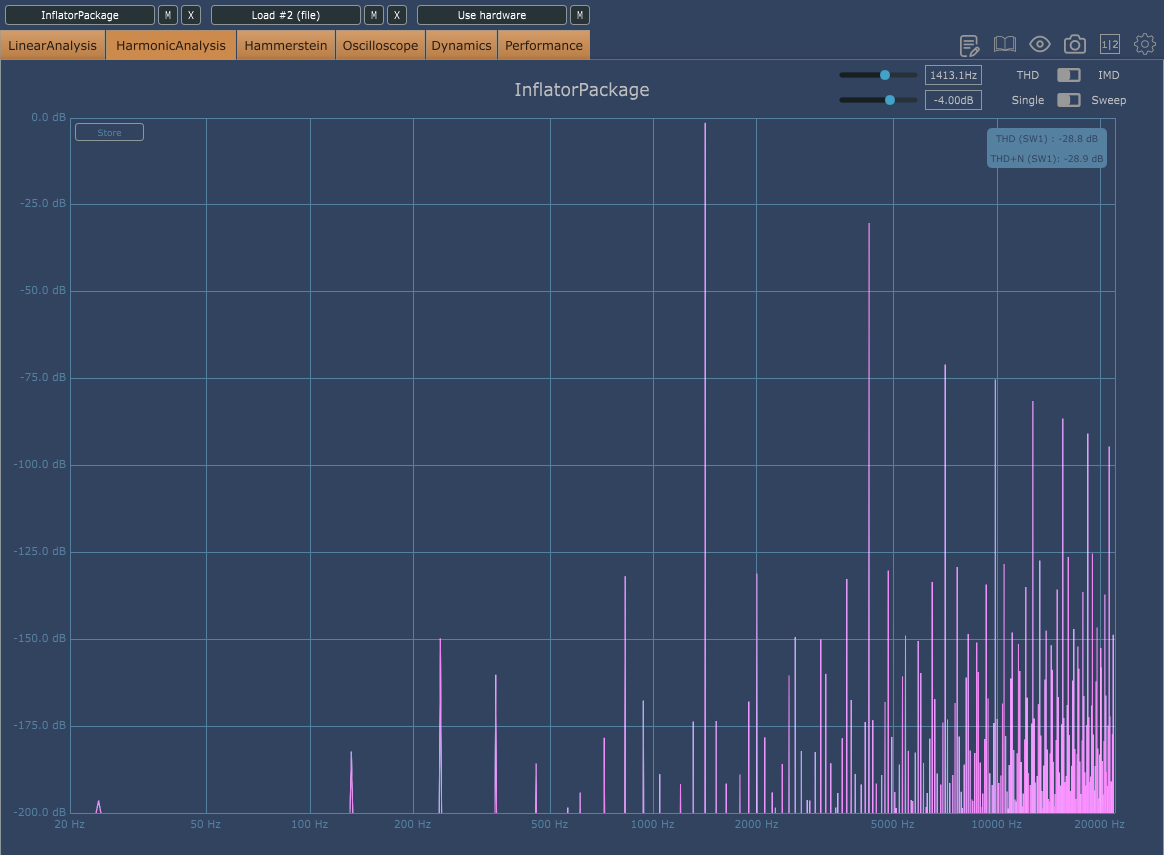 InflatorPackage M X Load #2 (file) M X Use hardware M
LinearAnalysis HarmonicAnalysis Hammerstein Oscilloscope Dynamics Performance
1|2
InflatorPackage
1413.1Hz THD IMD
-4.00dB Single Sweep
Store
THD (SW1) : -28.8 dB
THD+N (SW1): -28.9 dB
0.0 dB
-25.0 dB
-50.0 dB
-75.0 dB
-100.0 dB
-125.0 dB
-150.0 dB
-175.0 dB
-200.0 dB
20 Hz 50 Hz 100 Hz 200 Hz 500 Hz 1000 Hz 2000 Hz 5000 Hz 10000 Hz 20000 Hz